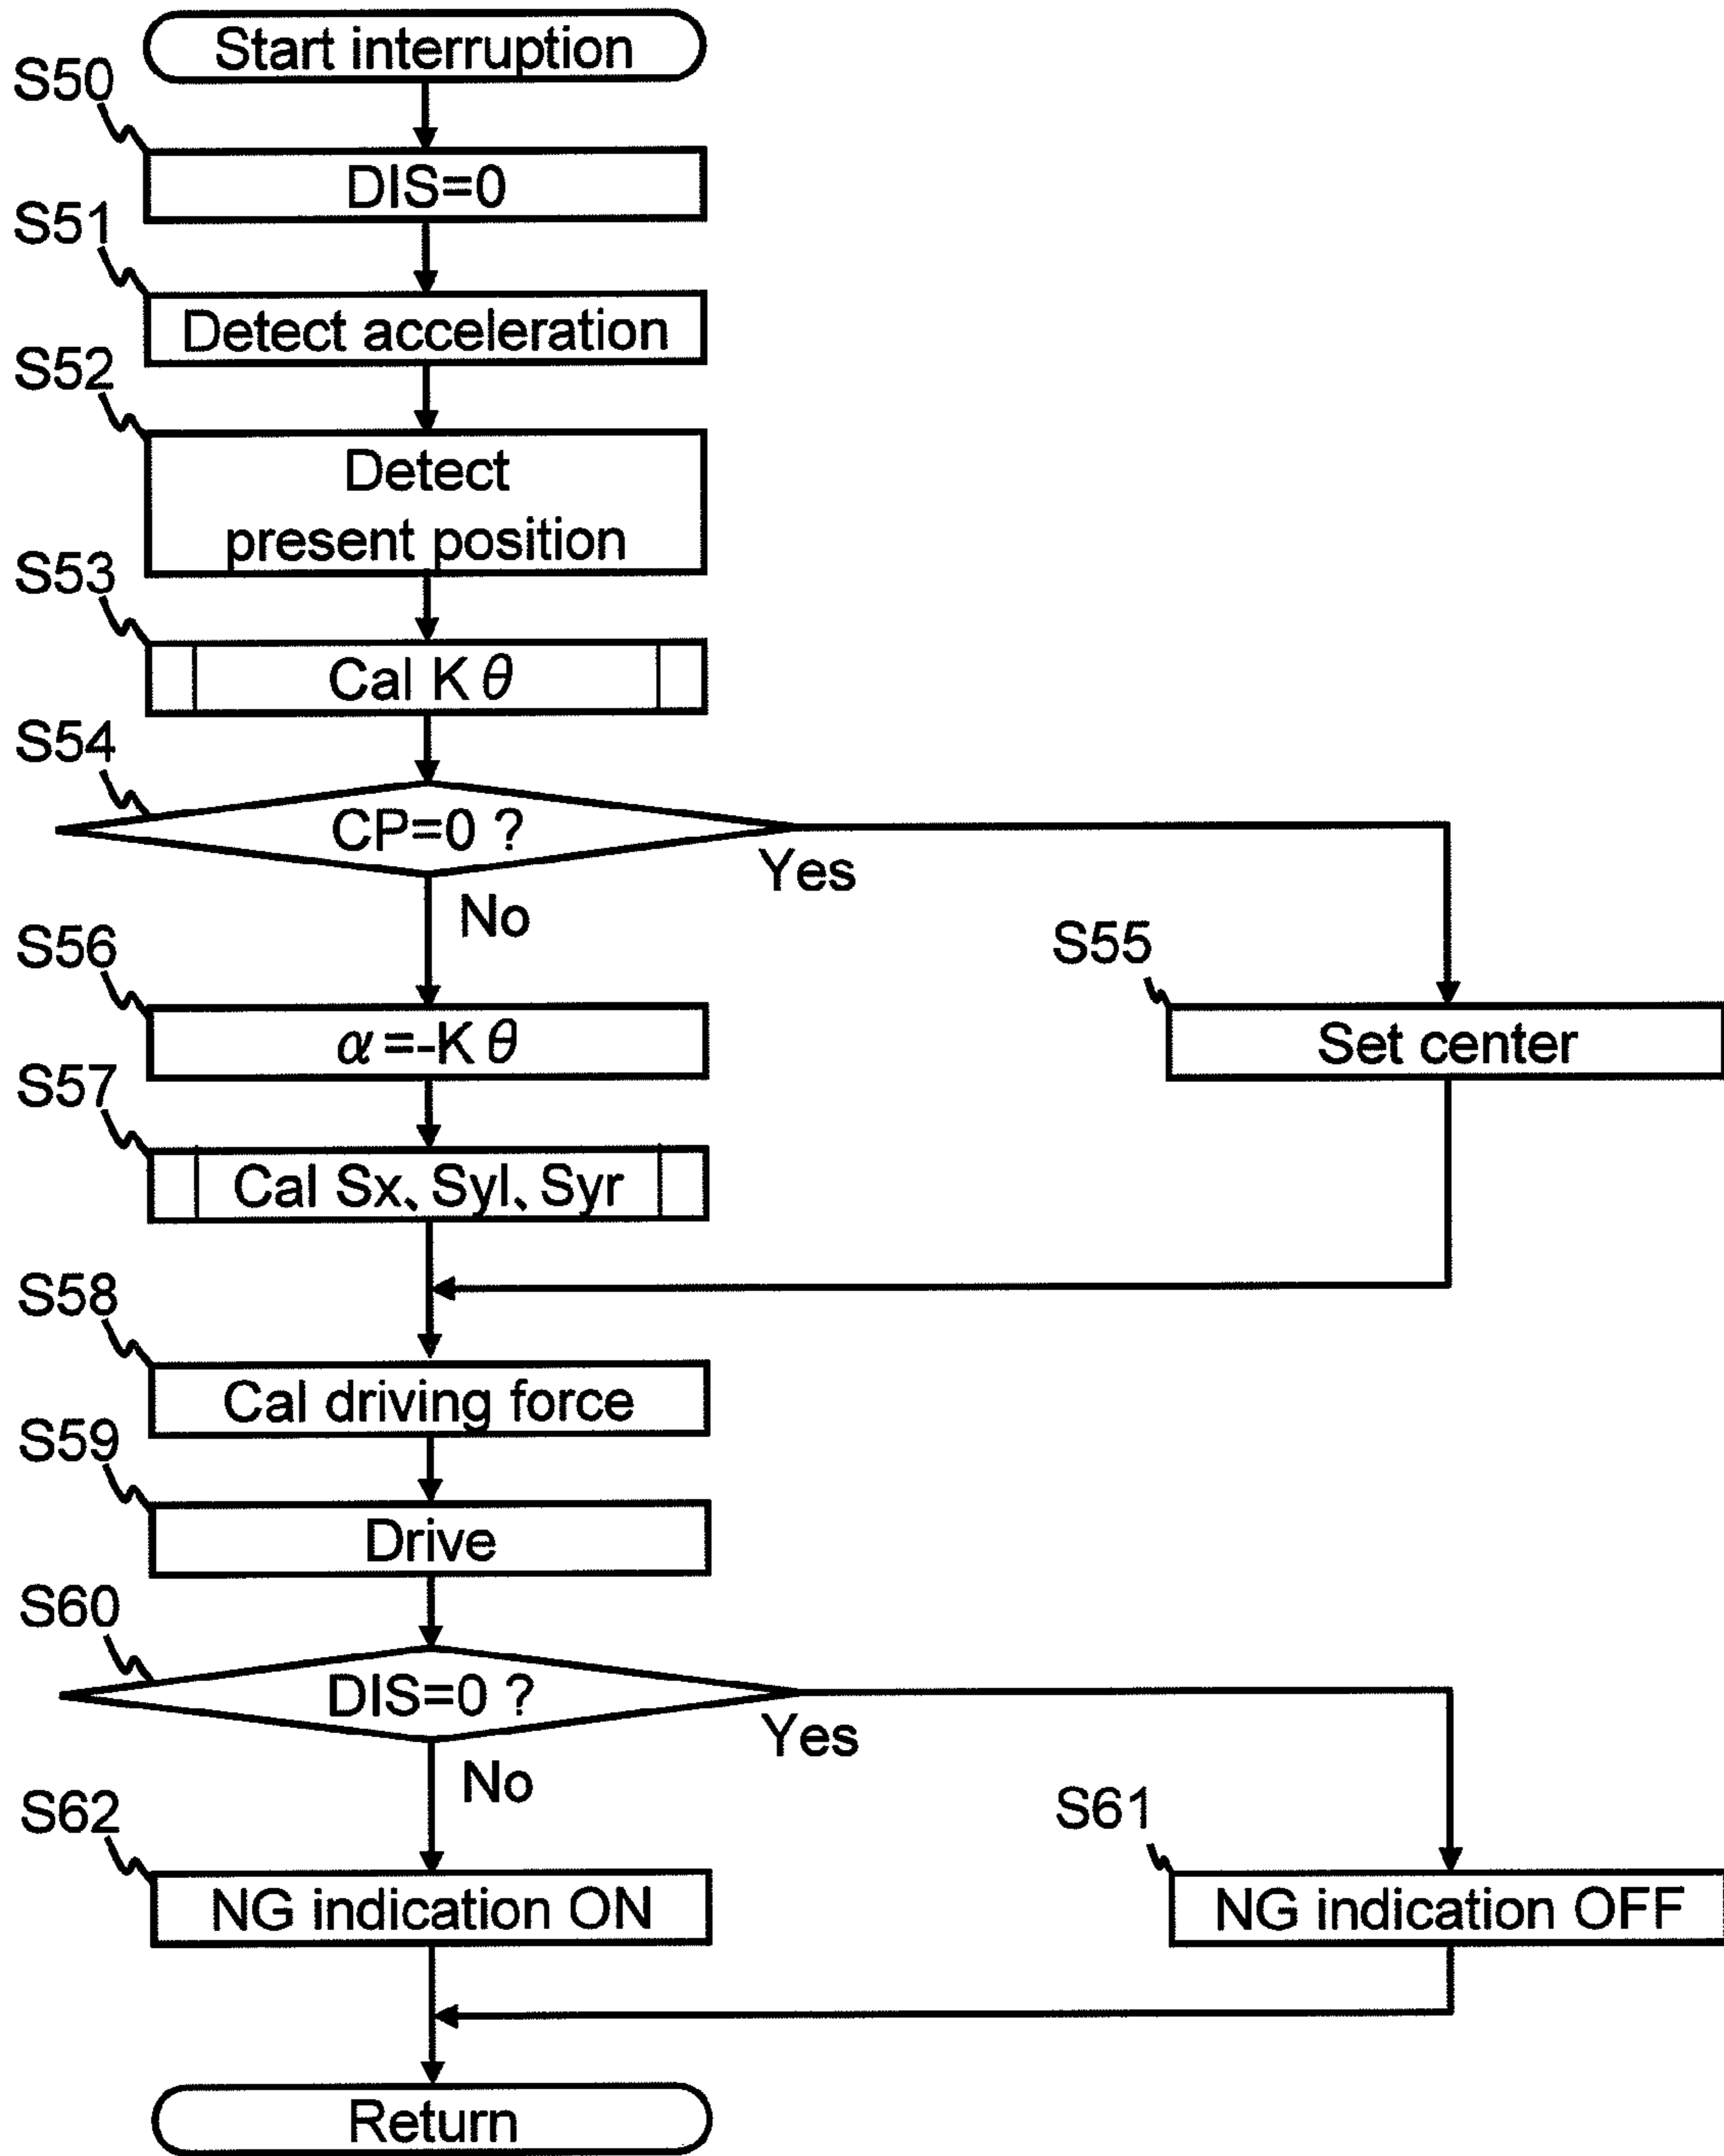 Start interruption
S50
DIS=0
S51
Detect acceleration
S52
Detect
present position
S53
Cal K θ
S54
CP=0 ?
Yes
No
S56
S55
α=-K θ
Set center
S57
Cal Sx、Syl、Syr
S58
Cal driving force
S59
Drive
S60
DIS=0 ?
Yes
No
S62
S61
NG indication ON
NG indication OFF
Return